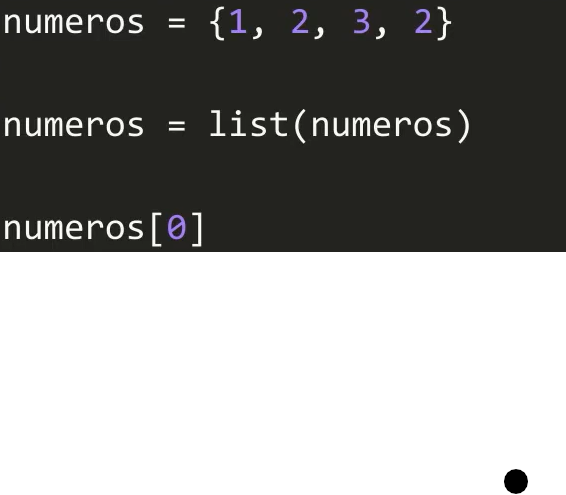 numeros = {1, 2, 3, 2}
numeros = list(numeros)
numeros[0]